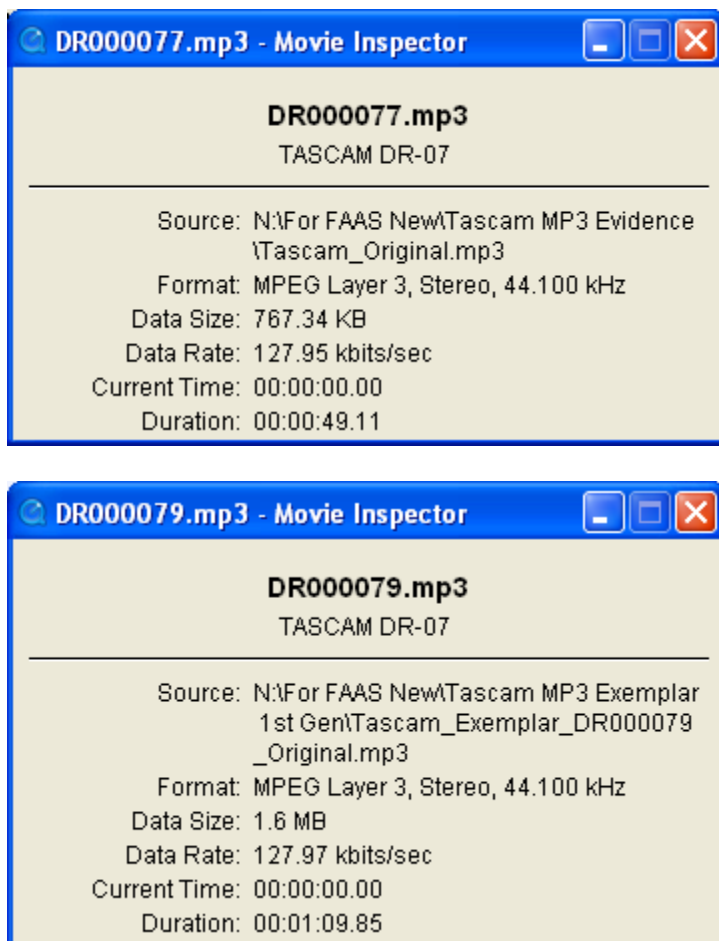 DR000077.mp3 - Movie Inspector
DR000077.mp3
TASCAM DR-07
Source: N:\For FAAS New\Tascam MP3 Evidence
\Tascam_Original.mp3
Format: MPEG Layer 3, Stereo, 44.100 kHz
Data Size: 767.34 KB
Data Rate: 127.95 kbits/sec
Current Time: 00:00:00.00
Duration: 00:00:49.11
DR000079.mp3 - Movie Inspector
DR000079.mp3
TASCAM DR-07
Source: N:\For FAAS New\Tascam MP3 Exemplar
1st Gen\Tascam_Exemplar_DR000079
_Original.mp3
Format: MPEG Layer 3, Stereo, 44.100 kHz
Data Size: 1.6 MB
Data Rate: 127.97 kbits/sec
Current Time: 00:00:00.00
Duration: 00:01:09.85